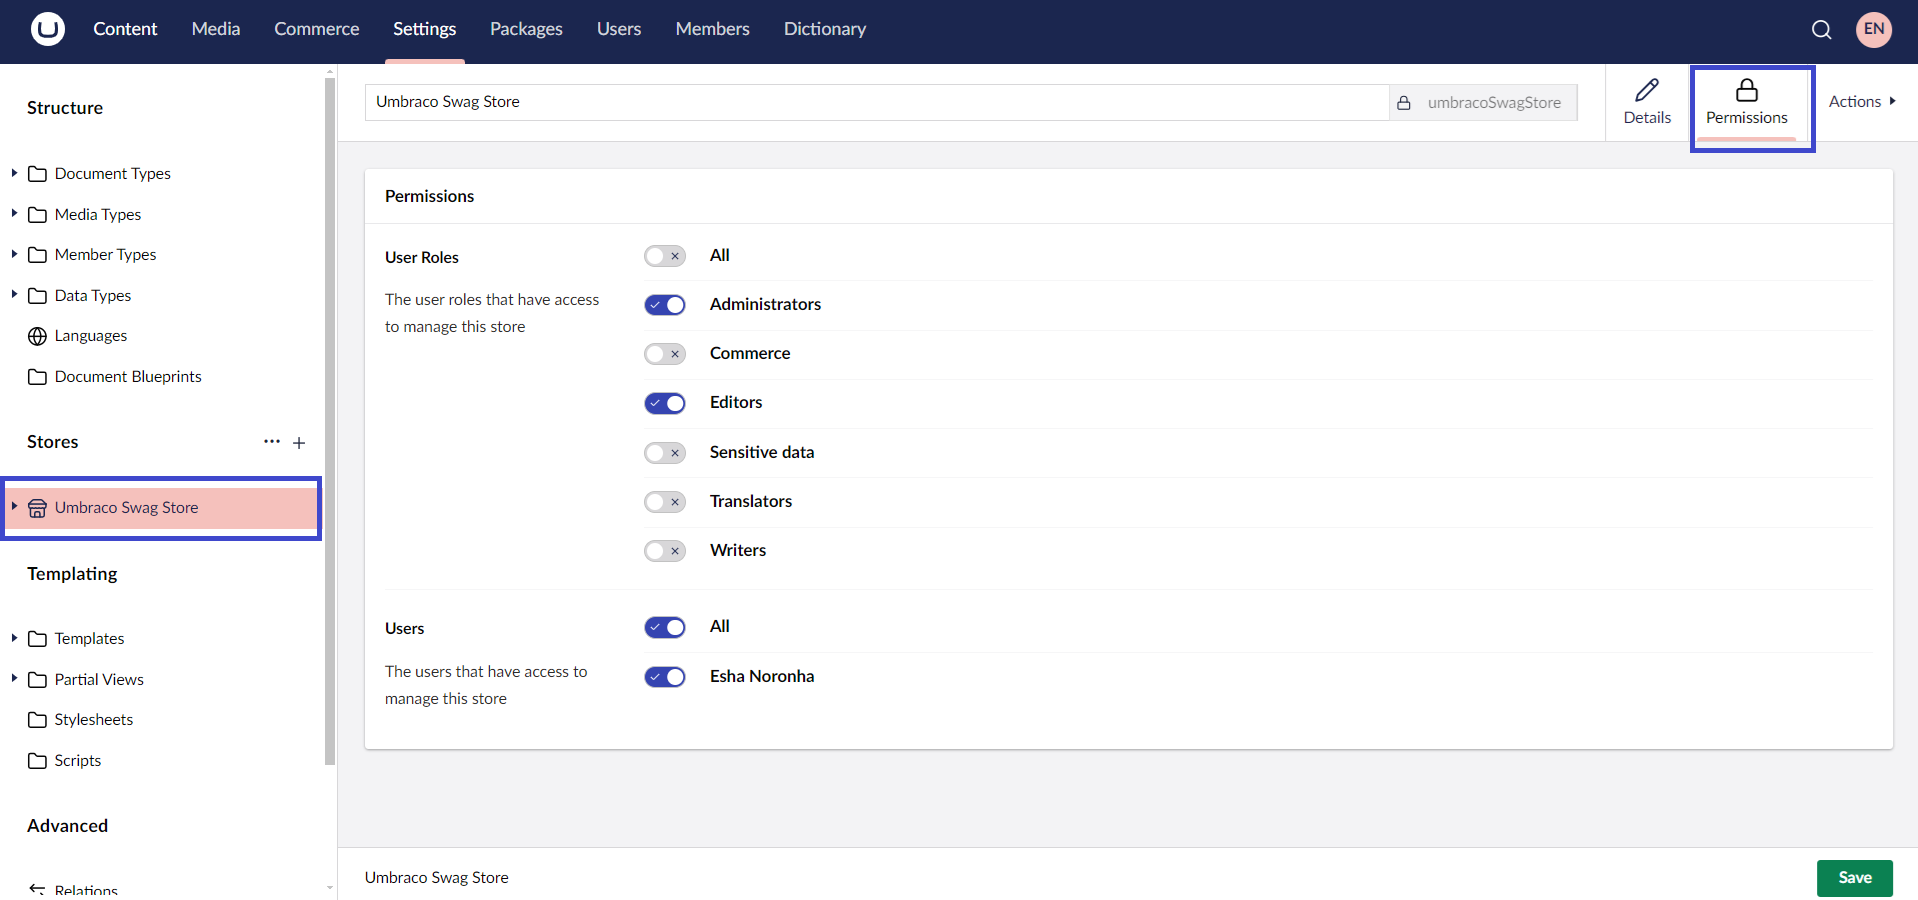 Content Media Commerce Settings Packages Users Members Dictionary EN
Structure
Document Types
Media Types
Member Types
Data Types
Languages
Document Blueprints
Stores
Umbraco Swag Store
Templating
Templates
Partial Views
Stylesheets
Scripts
Advanced
Relations
Umbraco Swag Store umbracoSwagStore
Details
Permissions
Actions
Permissions
User Roles
The user roles that have access
to manage this store
All
Administrators
Commerce
Editors
Sensitive data
Translators
Writers
Users
The users that have access to
manage this store
All
Esha Noronha
Umbraco Swag Store
Save